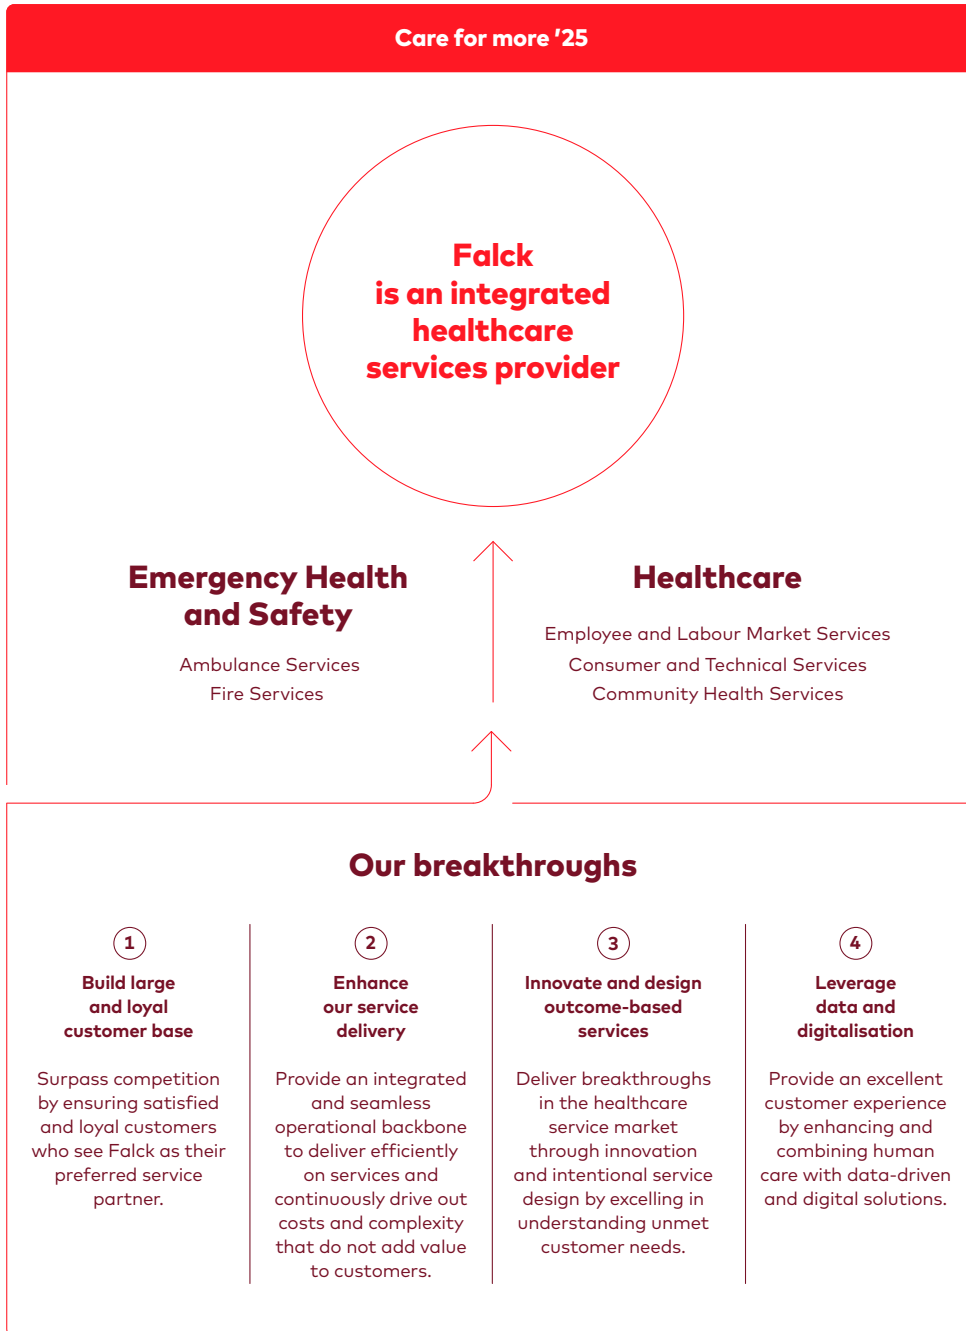 Care for more ’25
Falck
is an integrated
healthcare
services provider
Emergency Health
and Safety
Ambulance Services
Fire Services
Healthcare
Employee and Labour Market Services
Consumer and Technical Services
Community Health Services
Our breakthroughs
1
Build large
and loyal
customer base
Surpass competition
by ensuring satisfied
and loyal customers
who see Falck as their
preferred service
partner.
2
Enhance
our service
delivery
Provide an integrated
and seamless
operational backbone
to deliver efficiently
on services and
continuously drive out
costs and complexity
that do not add value
to customers.
3
Innovate and design
outcome-based
services
Deliver breakthroughs
in the healthcare
service market
through innovation
and intentional service
design by excelling in
understanding unmet
customer needs.
4
Leverage
data and
digitalisation
Provide an excellent
customer experience
by enhancing and
combining human
care with data-driven
and digital solutions.